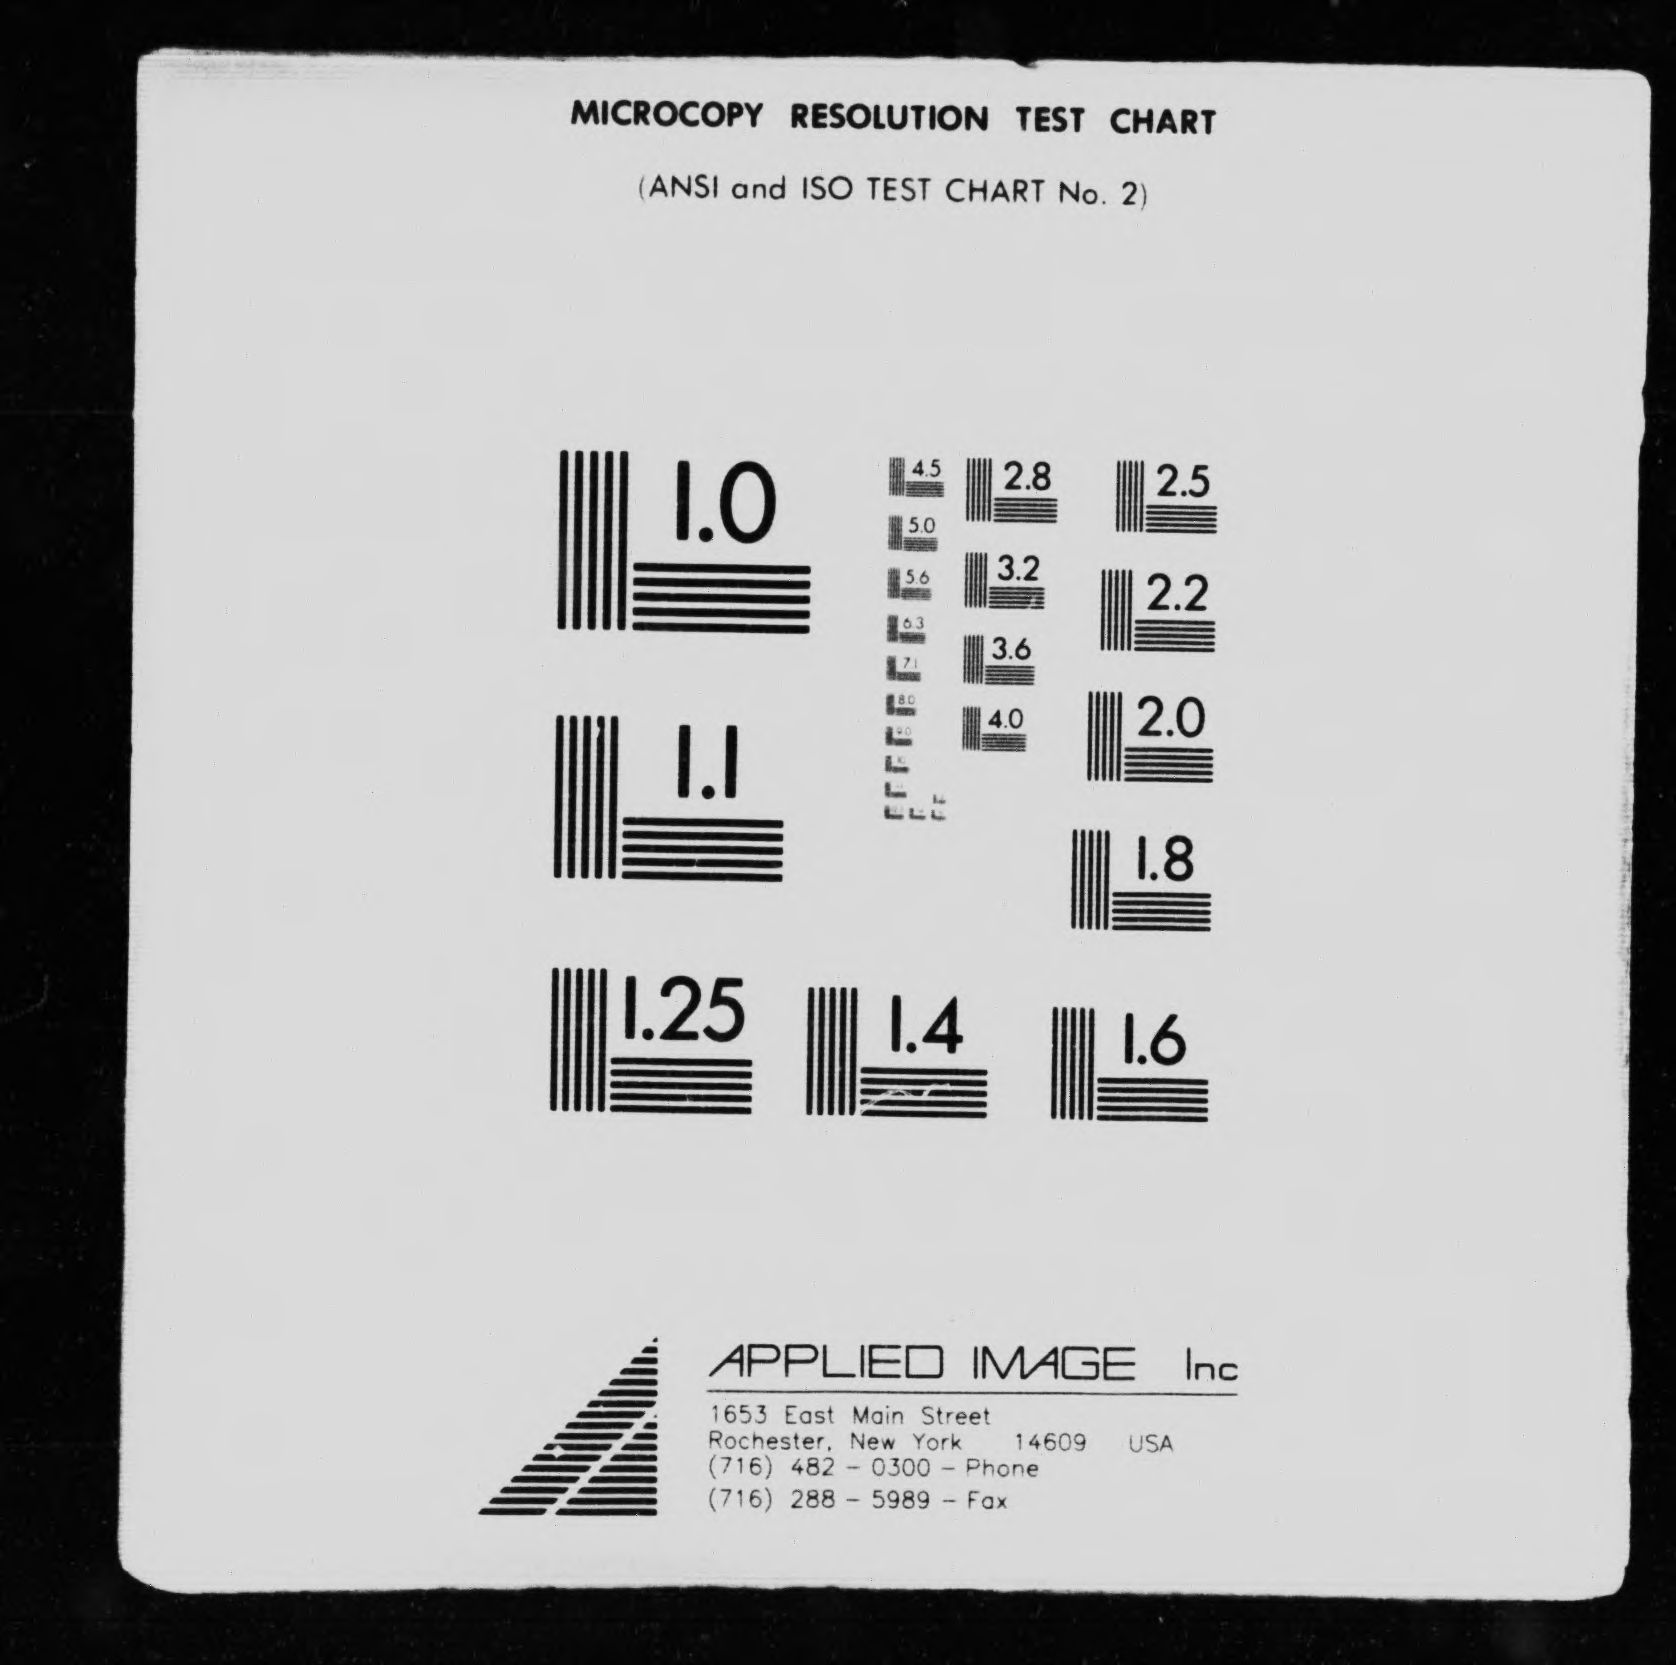 MICROCOPY RESOLUTION TEST CHART
(ANSI and ISO TEST CHART No. 2)
1.0
1.1
1.25
1.4
1.6
1.8
2.0
2.2
2.5
2.8
3.2
3.6
4.0
4.5
5.0
5.6
6.3
7.1
8.0
9.0
APPLIED IMAGE Inc
1653 East Main Street
Rochester, New York 14609 USA
(716) 482 - 0300 - Phone
(716) 288 - 5989 - Fax